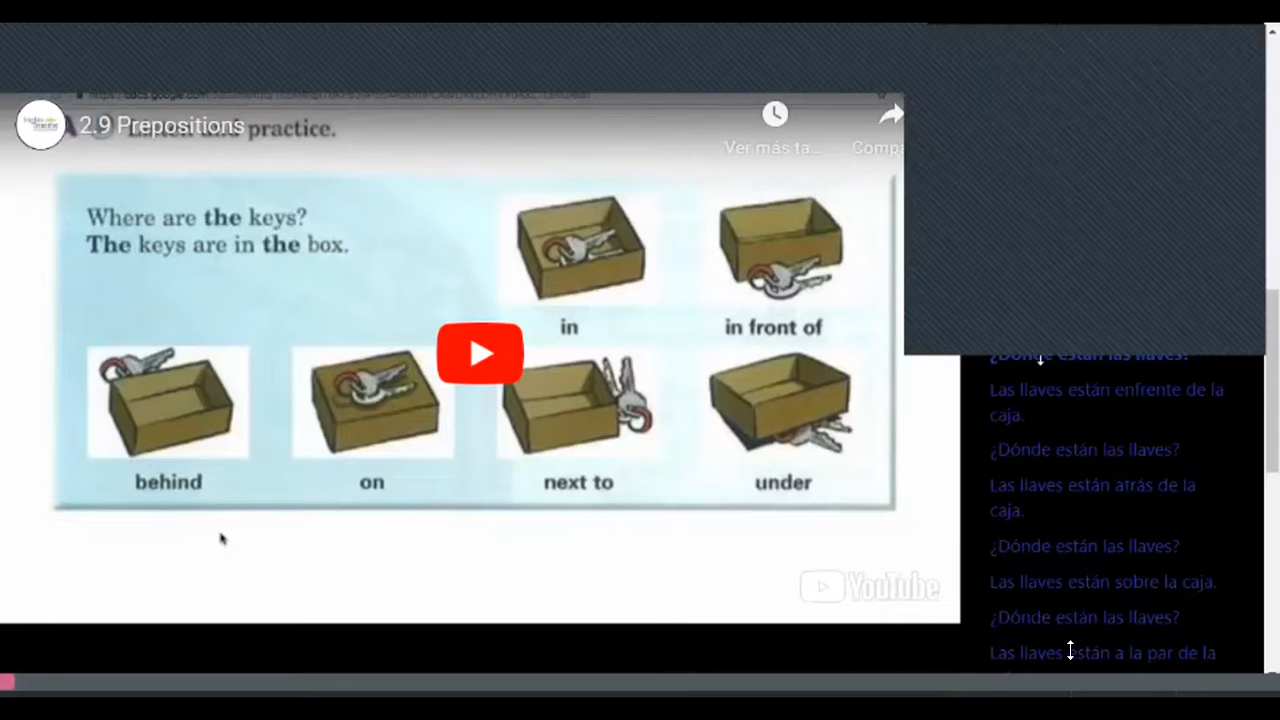 2.9 Prepositions
practice.
Ver más ta...
Compa
Where are the keys?
The keys are in the box.
in
in front of
behind
on
next to
under
YouTube
¿Dónde están las llaves?
Las llaves están enfrente de la
caja.
¿Dónde están las llaves?
Las llaves están atrás de la
caja.
¿Dónde están las llaves?
Las llaves están sobre la caja.
¿Dónde están las llaves?
Las llaves están a la par de la